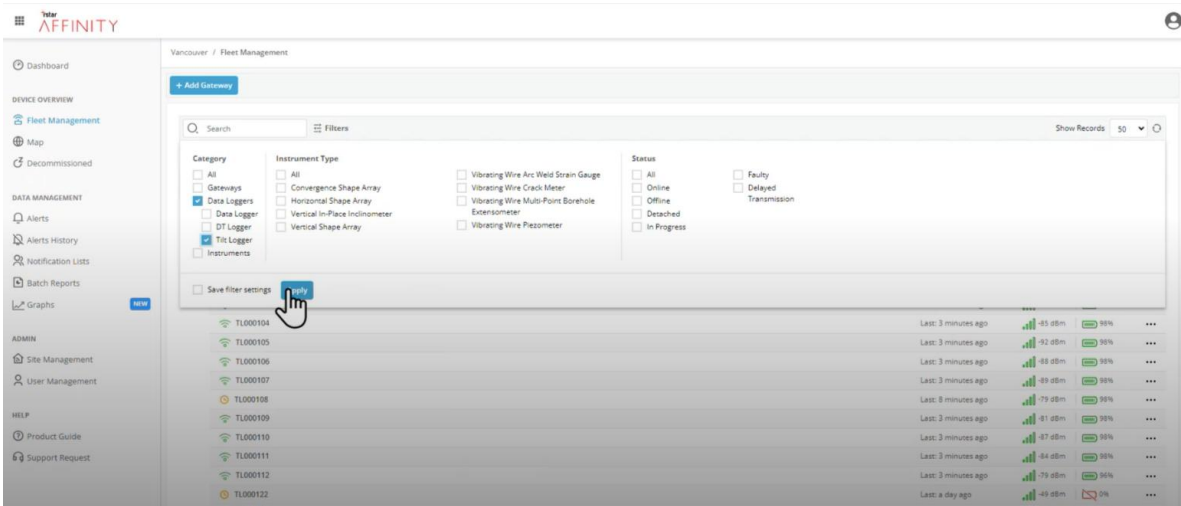 rstar
AFFINITY
Vancouver / Fleet Management
Dashboard
+ Add Gateway
DEVICE OVERVIEW
Fleet Management
Map
Decommissioned
DATA MANAGEMENT
Alerts
Alerts History
Notification Lists
Batch Reports
Graphs NEW
ADMIN
Site Management
User Management
HELP
Product Guide
Support Request
Search Filters Show Records 50
Category
All
Gateways
Data Loggers
Data Logger
DT Logger
Tilt Logger
Instruments
Instrument Type
All
Convergence Shape Array
Horizontal Shape Array
Vertical In-Place Inclinometer
Vertical Shape Array
Vibrating Wire Arc Weld Strain Gauge
Vibrating Wire Crack Meter
Vibrating Wire Multi-Point Borehole
Extensometer
Vibrating Wire Piezometer
Status
All
Online
Offline
Detached
In Progress
Faulty
Delayed
Transmission
Save filter settings
TL000104 Last: 3 minutes ago -85 dBm 98%
TL000105 Last: 3 minutes ago -92 dBm 98%
TL000106 Last: 3 minutes ago -88 dBm 98%
TL000107 Last: 3 minutes ago -89 dBm 98%
TL000108 Last: 8 minutes ago -79 dBm 98%
TL000109 Last: 3 minutes ago -81 dBm 98%
TL000110 Last: 3 minutes ago -87 dBm 98%
TL000111 Last: 3 minutes ago -84 dBm 98%
TL000112 Last: 3 minutes ago -79 dBm 96%
TL000122 Last: a day ago -49 dBm 0%